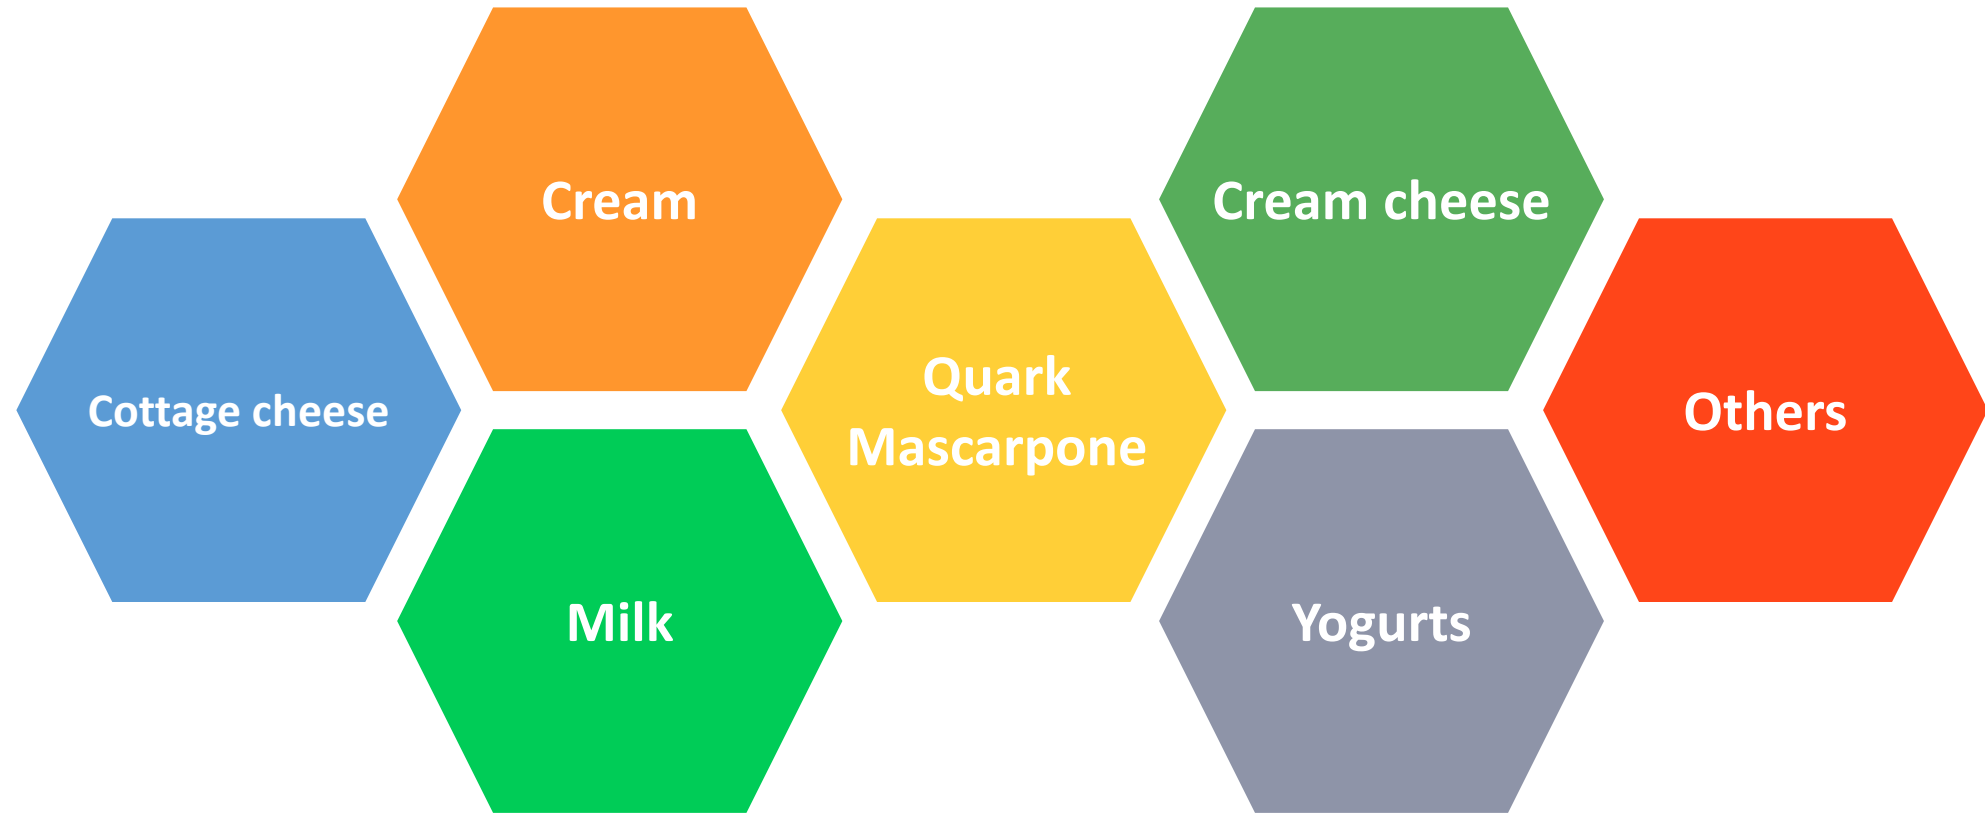 Cream
Cream cheese
Cottage cheese
Quark
Mascarpone
Others
Milk
Yogurts